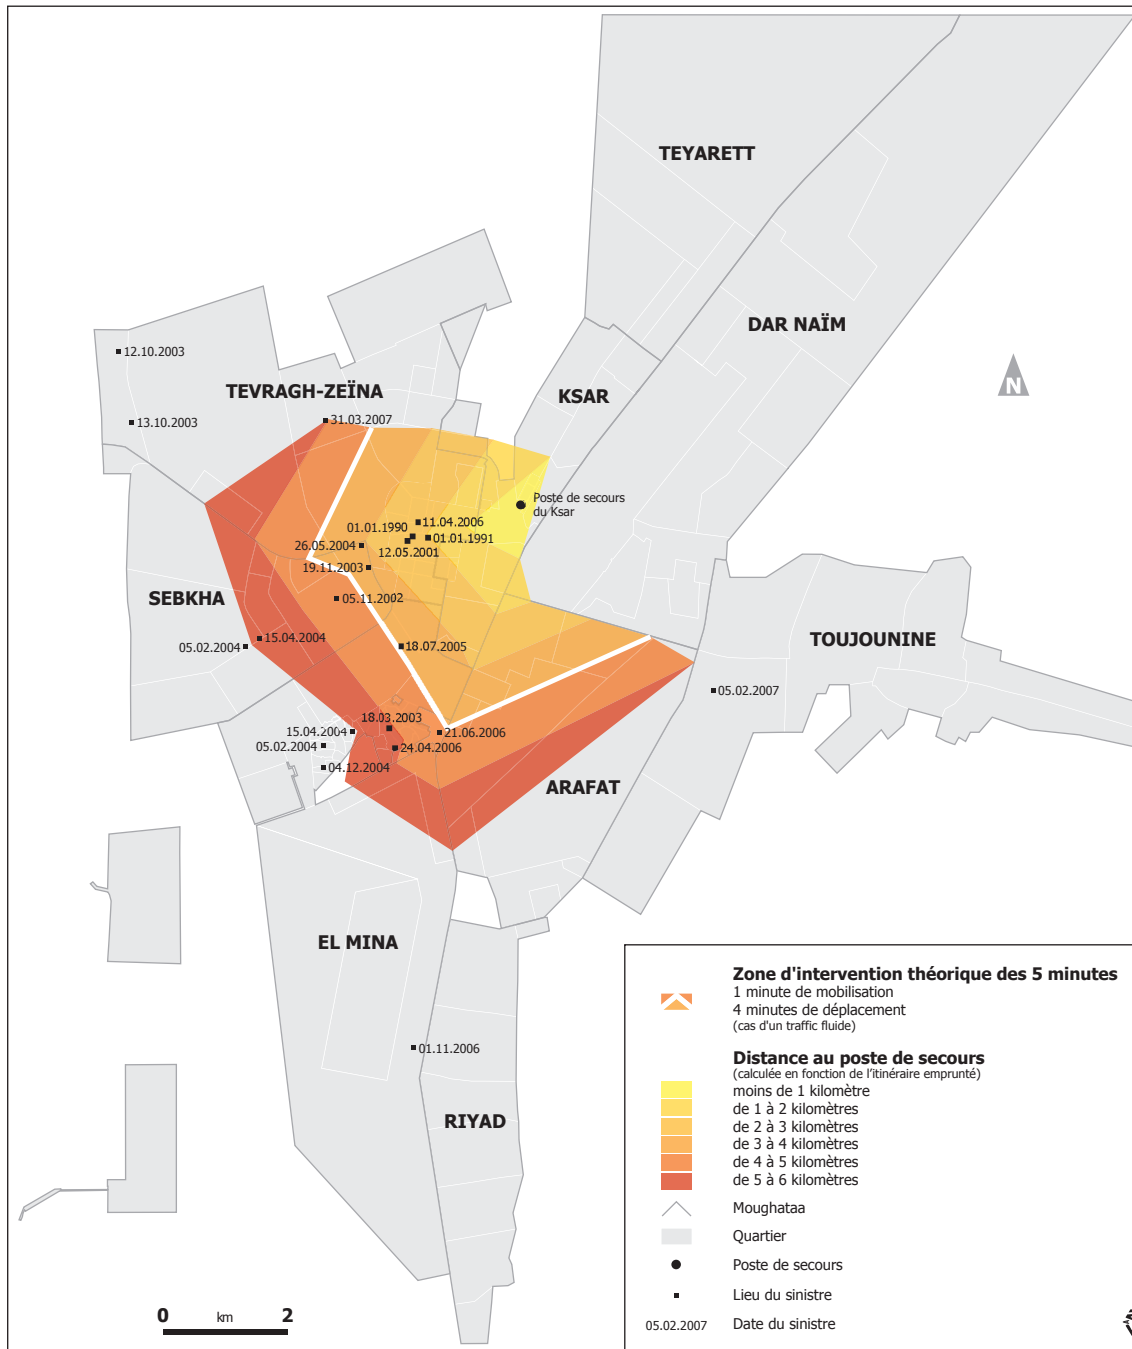 TEYARETT
DAR NAÏM
12.10.2003
TEVRAGH-ZEÏNA
KSAR
N
13.10.2003
31.03.2007
Poste de secours
du Ksar
11.04.2006
01.01.1990
01.01.1991
26.05.2004
12.05.2001
19.11.2003
SEBKHA
05.11.2002
15.04.2004
TOUJOUNINE
05.02.2004
18.07.2005
05.02.2007
18.03.2003
15.04.2004
21.06.2006
05.02.2004
24.04.2006
04.12.2004
ARAFAT
EL MINA
01.11.2006
RIYAD
Zone d'intervention théorique des 5 minutes
1 minute de mobilisation
4 minutes de déplacement
(cas d'un traffic fluide)
Distance au poste de secours
(calculée en fonction de l'itinéraire emprunté)
moins de 1 kilomètre
de 1 à 2 kilomètres
de 2 à 3 kilomètres
de 3 à 4 kilomètres
de 4 à 5 kilomètres
de 5 à 6 kilomètres
Moughataa
Quartier
Poste de secours
Lieu du sinistre
05.02.2007 Date du sinistre
0 km 2